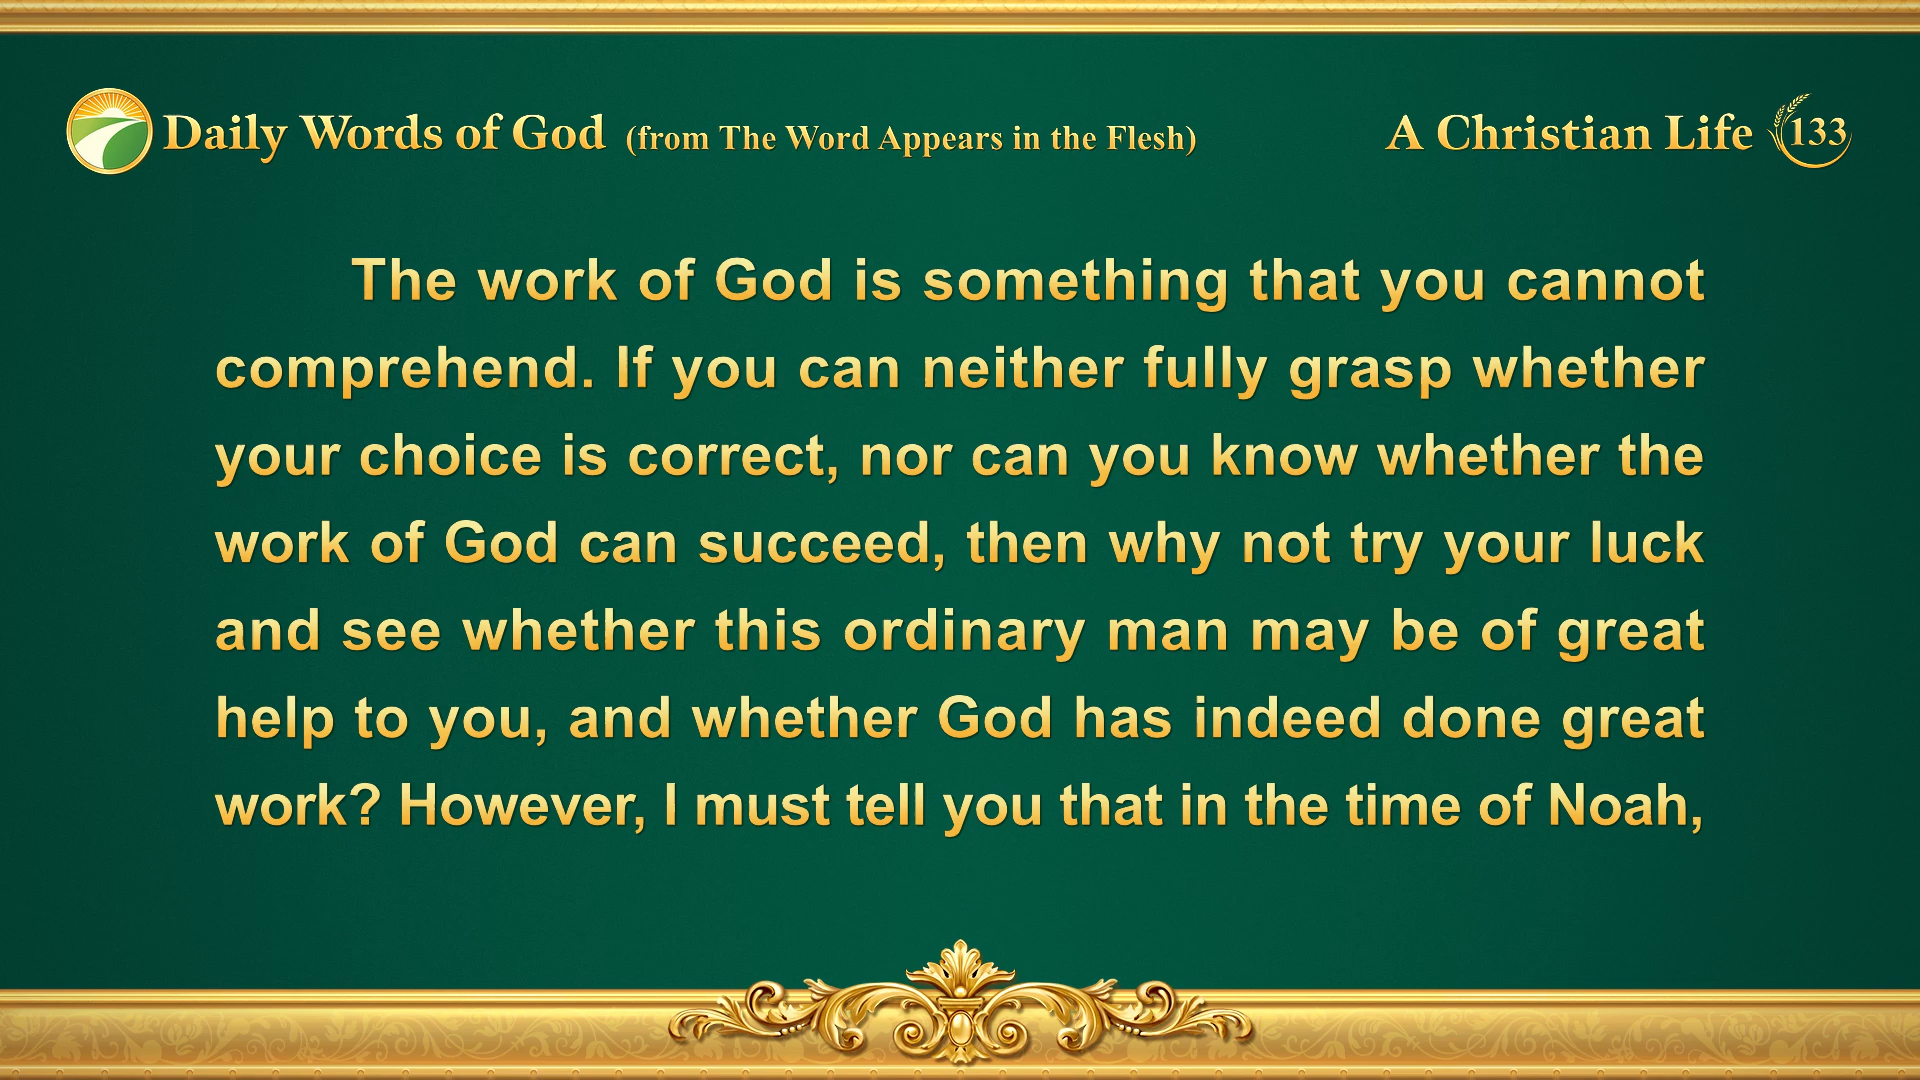 Daily Words of God (from The Word Appears in the Flesh)
A Christian Life 133
The work of God is something that you cannot
comprehend. If you can neither fully grasp whether
your choice is correct, nor can you know whether the
work of God can succeed, then why not try your luck
and see whether this ordinary man may be of great
help to you, and whether God has indeed done great
work? However, I must tell you that in the time of Noah,